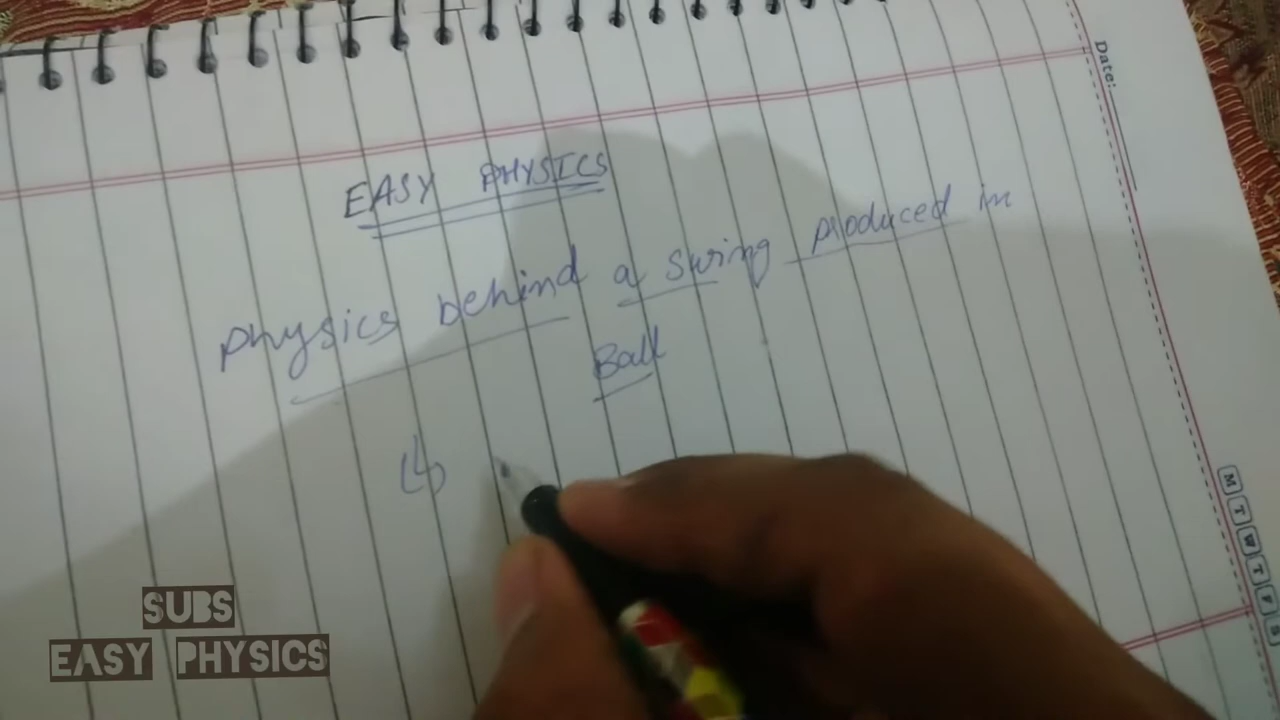 Date:
EASY PHYSICS
Physics behind a swing produced in
Ball
M T W T F S
SUBS
EASY PHYSICS